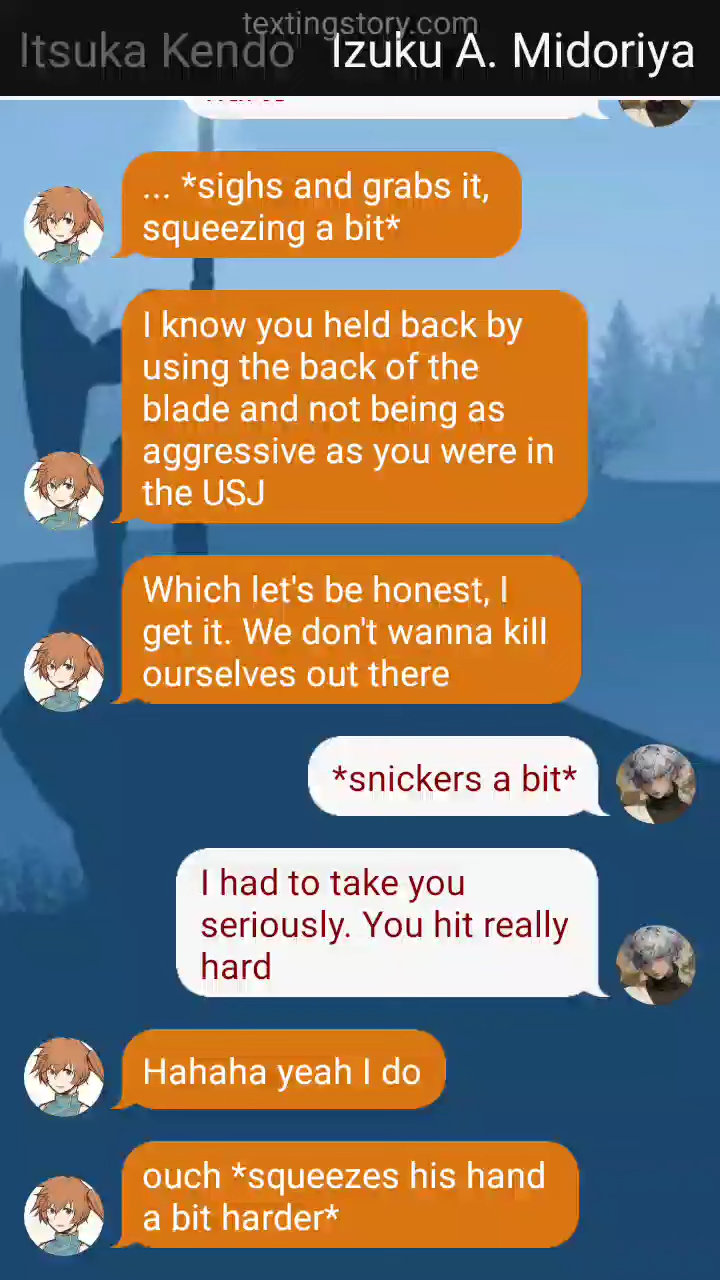 textingstory.com
Itsuka Kendo Izuku A. Midoriya
... *sighs and grabs it,
squeezing a bit*
I know you held back by
using the back of the
blade and not being as
aggressive as you were in
the USJ
Which let's be honest, I
get it. We don't wanna kill
ourselves out there
*snickers a bit*
I had to take you
seriously. You hit really
hard
Hahaha yeah I do
ouch *squeezes his hand
a bit harder*